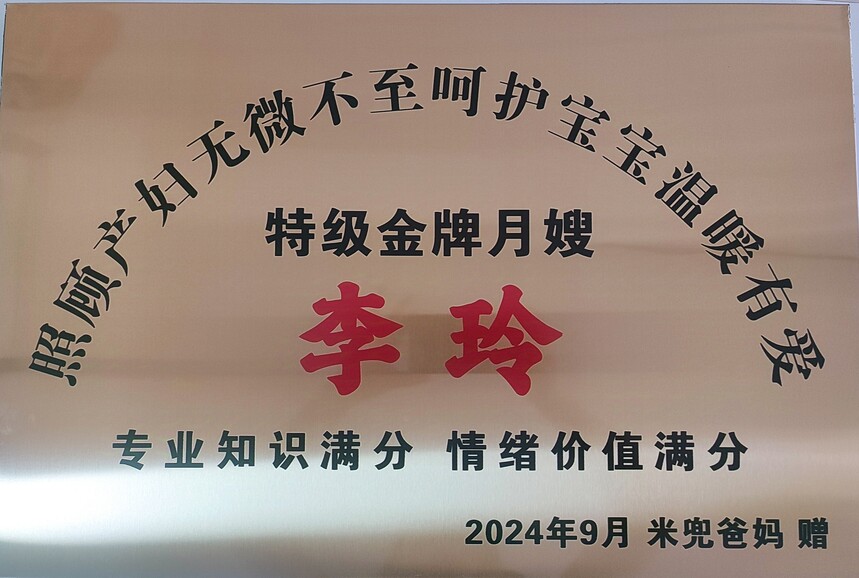 照顾产妇无微不至呵护宝宝温暖有爱
特级金牌月嫂
李玲
专业知识满分 情绪价值满分
2024年9月 米兜爸妈 赠